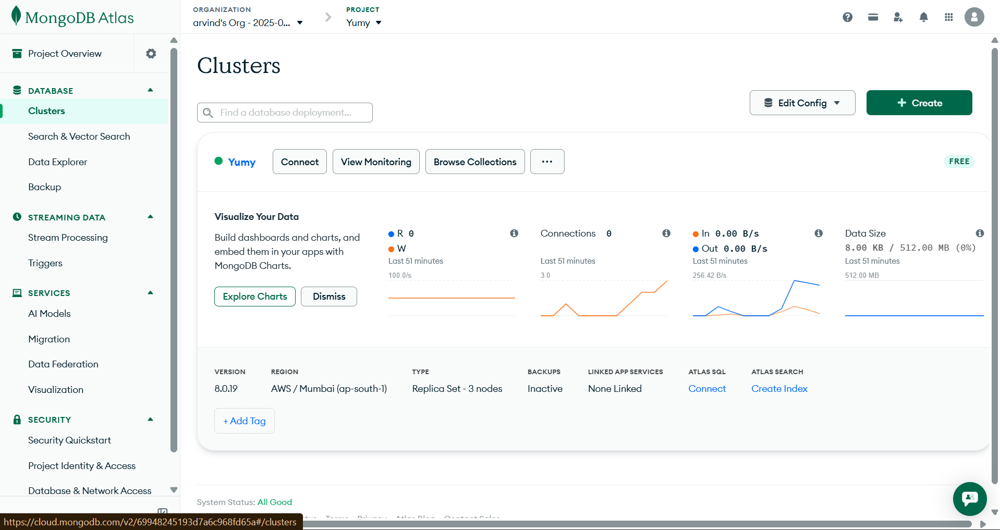 MongoDB Atlas
ORGANIZATION
arvind's Org - 2025-0...
PROJECT
Yumy
Project Overview
DATABASE
Clusters
Search & Vector Search
Data Explorer
Backup
STREAMING DATA
Stream Processing
Triggers
SERVICES
AI Models
Migration
Data Federation
Visualization
SECURITY
Security Quickstart
Project Identity & Access
Database & Network Access
Clusters
Find a database deployment...
Edit Config
+ Create
Yumy
Connect
View Monitoring
Browse Collections
...
FREE
Visualize Your Data
Build dashboards and charts, and
embed them in your apps with
MongoDB Charts.
Explore Charts
Dismiss
R 0
W
Last 51 minutes
100.0/s
Connections 0
Last 51 minutes
3.0
In 0.00 B/s
Out 0.00 B/s
Last 51 minutes
256.42 B/s
Data Size
8.00 KB / 512.00 MB (0%)
Last 51 minutes
512.00 MB
VERSION
8.0.19
REGION
AWS / Mumbai (ap-south-1)
TYPE
Replica Set - 3 nodes
BACKUPS
Inactive
LINKED APP SERVICES
None Linked
ATLAS SQL
Connect
ATLAS SEARCH
Create Index
+ Add Tag
System Status: All Good
Terms Privacy Atlas Blog Contact Sales
https://cloud.mongodb.com/v2/69948245193d7a6c968fd65a#/clusters